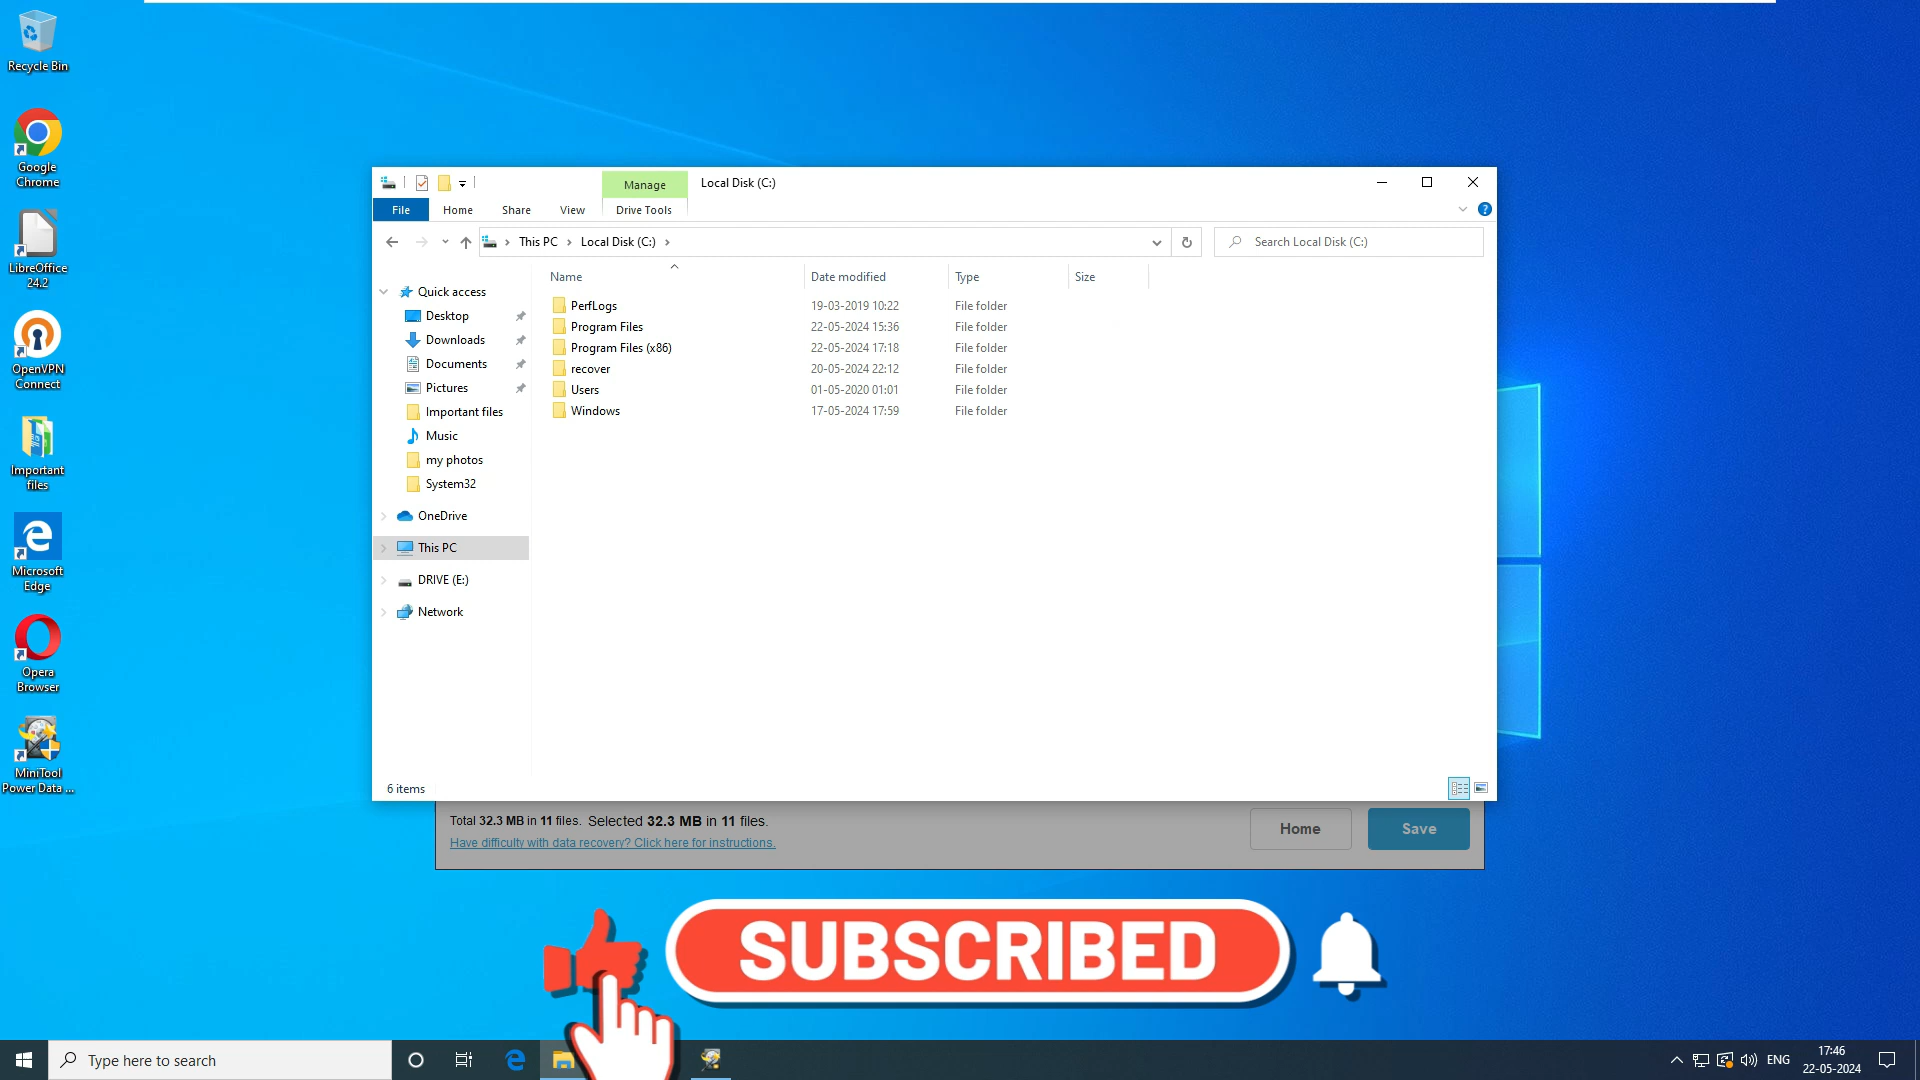 Recycle Bin
Google
Chrome
LibreOffice
24.2
OpenVPN
Connect
Important
files
Microsoft
Edge
Opera
Browser
MiniTool
Power Data ...
Manage
Local Disk (C:)
File
Home
Share
View
Drive Tools
This PC
Local Disk (C:)
Search Local Disk (C:)
Name
Date modified
Type
Size
Quick access
Desktop
Downloads
Documents
Pictures
Important files
Music
my photos
System32
OneDrive
This PC
DRIVE (E:)
Network
PerfLogs 19-03-2019 10:22 File folder
Program Files 22-05-2024 15:36 File folder
Program Files (x86) 22-05-2024 17:18 File folder
recover 20-05-2024 22:12 File folder
Users 01-05-2020 01:01 File folder
Windows 17-05-2024 17:59 File folder
6 items
Total 32.3 MB in 11 files. Selected 32.3 MB in 11 files.
Have difficulty with data recovery? Click here for instructions.
Home
Save
SUBSCRIBED
Type here to search
ENG
17:46
22-05-2024